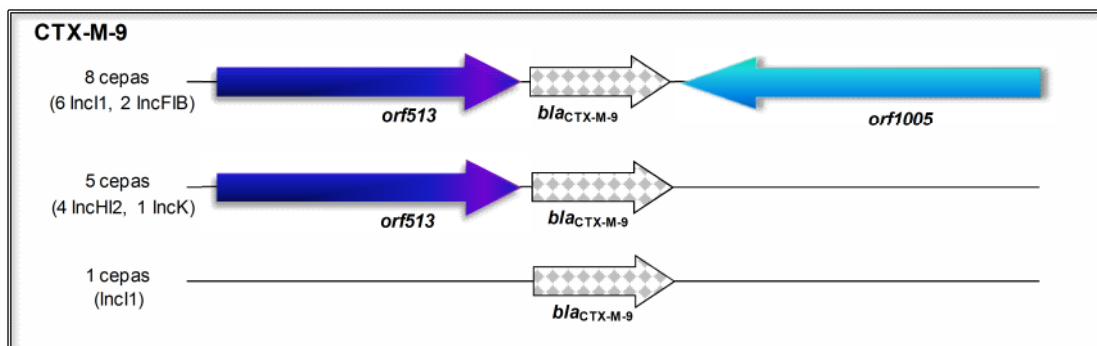 CTX-M-9
8 cepas
(6 IncI1, 2 IncFIB)
orf513
blaCTX-M-9
orf1005
5 cepas
(4 IncHI2, 1 IncK)
orf513
blaCTX-M-9
1 cepas
(IncI1)
blaCTX-M-9